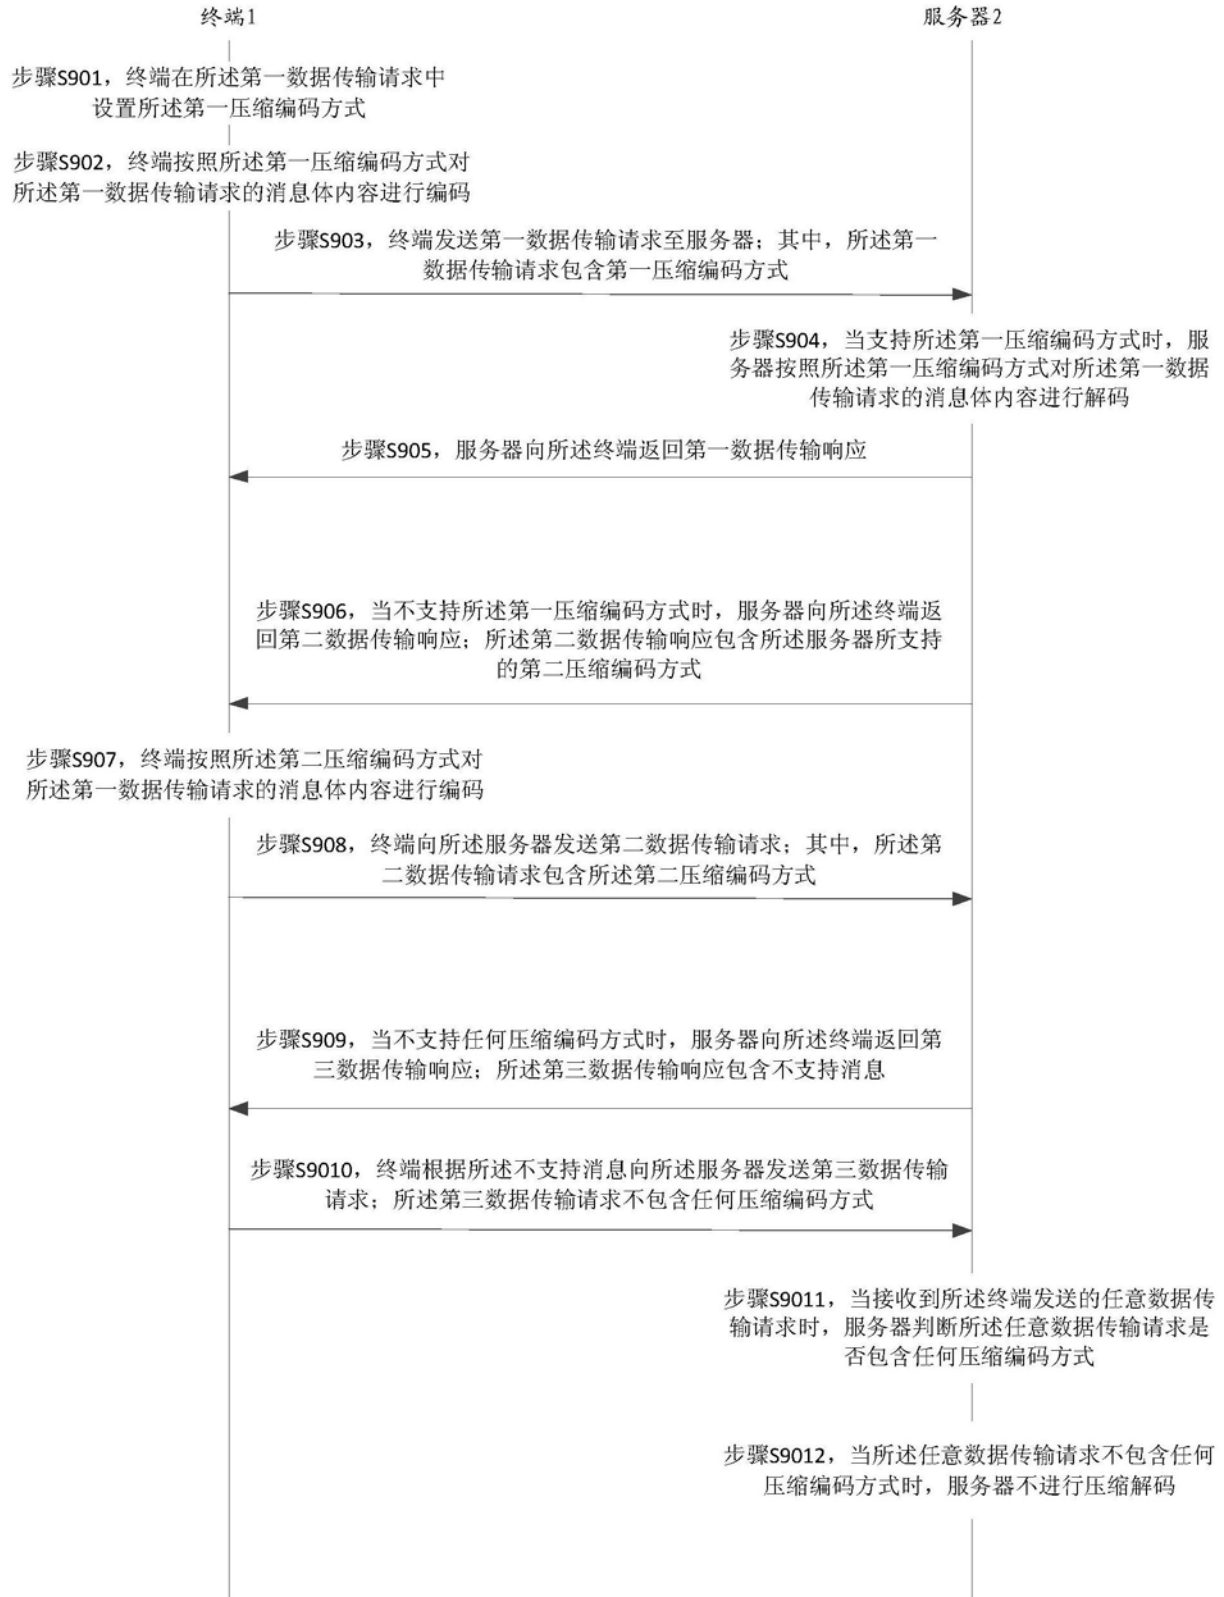 终端1
服务器2
步骤S901，终端在所述第一数据传输请求中
设置所述第一压缩编码方式
步骤S902，终端按照所述第一压缩编码方式对
所述第一数据传输请求的消息体内容进行编码
步骤S903，终端发送第一数据传输请求至服务器；其中，所述第一
数据传输请求包含第一压缩编码方式
步骤S904，当支持所述第一压缩编码方式时，服
务器按照所述第一压缩编码方式对所述第一数据
传输请求的消息体内容进行解码
步骤S905，服务器向所述终端返回第一数据传输响应
步骤S906，当不支持所述第一压缩编码方式时，服务器向所述终端返
回第二数据传输响应；所述第二数据传输响应包含所述服务器所支持
的第二压缩编码方式
步骤S907，终端按照所述第二压缩编码方式对
所述第一数据传输请求的消息体内容进行编码
步骤S908，终端向所述服务器发送第二数据传输请求；其中，所述第
二数据传输请求包含所述第二压缩编码方式
步骤S909，当不支持任何压缩编码方式时，服务器向所述终端返回第
三数据传输响应；所述第三数据传输响应包含不支持消息
步骤S9010，终端根据所述不支持消息向所述服务器发送第三数据传输
请求；所述第三数据传输请求不包含任何压缩编码方式
步骤S9011，当接收到所述终端发送的任意数据传
输请求时，服务器判断所述任意数据传输请求是
否包含任何压缩编码方式
步骤S9012，当所述任意数据传输请求不包含任何
压缩编码方式时，服务器不进行压缩解码